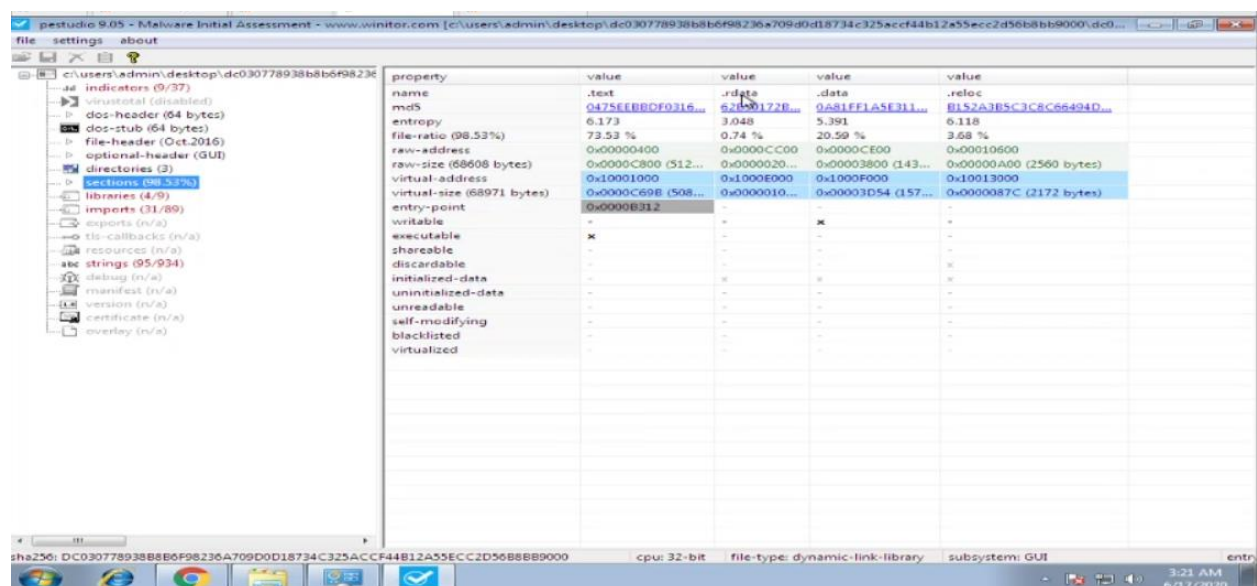 pestudio 9.05 - Malware Initial Assessment - www.winitor.com [c:\users\admin\desktop\dc030778938b8b6f98236a709d0d18734c325accf44b12a55ecc2d56b8bb9000\dc0...
file settings about
c:\users\admin\desktop\dc030778938b8b6f98236
indicators (9/37)
virustotal (disabled)
dos-header (64 bytes)
dos-stub (64 bytes)
file-header (Oct.2016)
optional-header (GUI)
directories (3)
sections (98.53%)
libraries (4/9)
imports (31/89)
exports (n/a)
tls-callbacks (n/a)
resources (n/a)
abc strings (95/934)
debug (n/a)
manifest (n/a)
version (n/a)
certificate (n/a)
overlay (n/a)
property value value value value
name .text .rdata .data .reloc
md5 0475EEBBDF0316... 0A81FF1A5E311... B152A3B5C3C8C66494D...
entropy 6.173 3.048 5.391 6.118
file-ratio (98.53%) 73.53 % 0.74 % 20.59 % 3.68 %
raw-address 0x00000400 0x0000CC00 0x0000CE00 0x00010600
raw-size (68608 bytes) 0x0000C800 (512... 0x0000020... 0x00003800 (143... 0x00000A00 (2560 bytes)
virtual-address 0x10001000 0x1000E000 0x1000F000 0x10013000
virtual-size (68971 bytes) 0x0000C69B (508... 0x0000010... 0x00003D54 (157... 0x0000087C (2172 bytes)
entry-point 0x0000B312 - - -
writable - - x -
executable x - - -
shareable - - - -
discardable - - - x
initialized-data - x x x
uninitialized-data - - - -
unreadable - - - -
self-modifying - - - -
blacklisted - - - -
virtualized - - - -
sha256: DC030778938B8B6F98236A709D0D18734C325ACCF44B12A55ECC2D56B8BB9000 cpu: 32-bit file-type: dynamic-link-library subsystem: GUI entr
3:21 AM